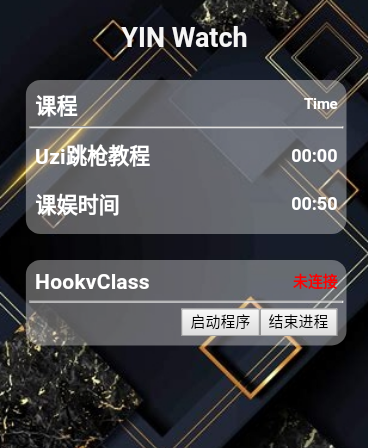 YIN Watch
课程 Time
Uzi跳枪教程 00:00
课娱时间 00:50
HookvClass 未连接
启动程序 结束进程